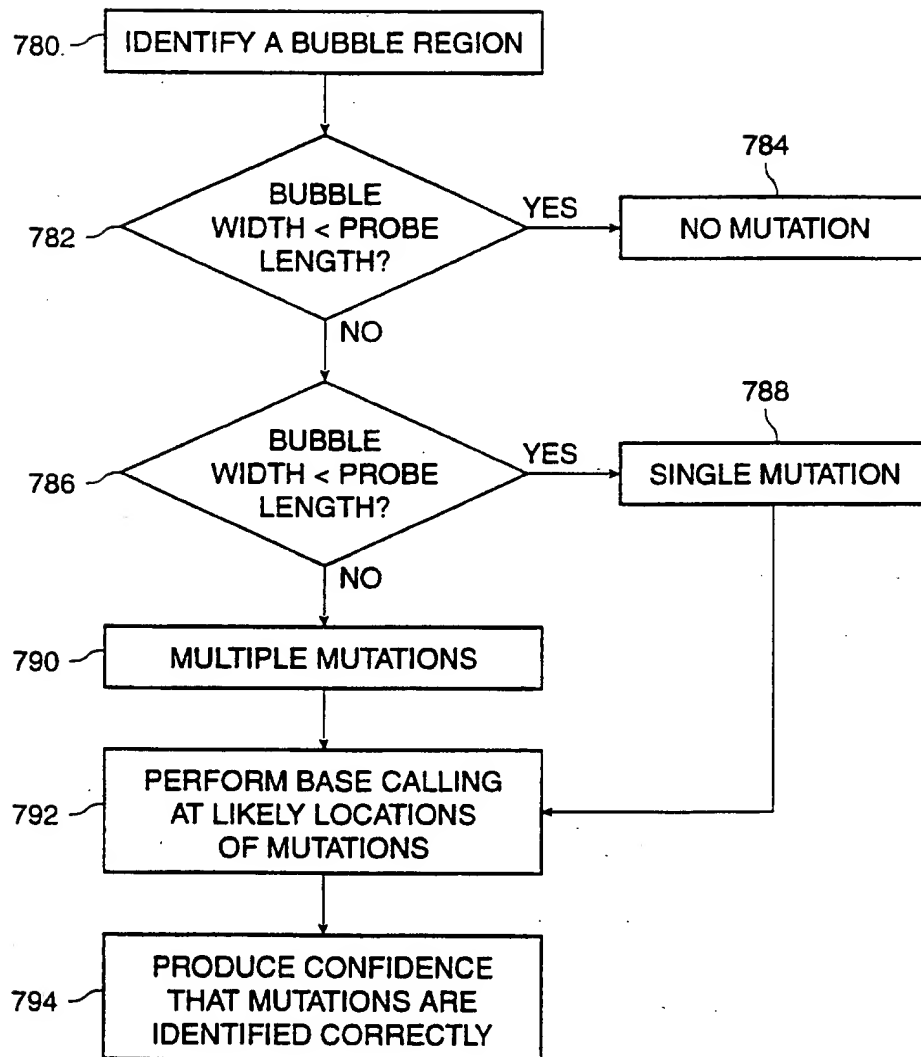 780.
IDENTIFY A BUBBLE REGION
782
BUBBLE
WIDTH < PROBE
LENGTH?
YES
784
NO MUTATION
NO
786
BUBBLE
WIDTH < PROBE
LENGTH?
YES
788
SINGLE MUTATION
NO
790
MULTIPLE MUTATIONS
792
PERFORM BASE CALLING
AT LIKELY LOCATIONS
OF MUTATIONS
794
PRODUCE CONFIDENCE
THAT MUTATIONS ARE
IDENTIFIED CORRECTLY